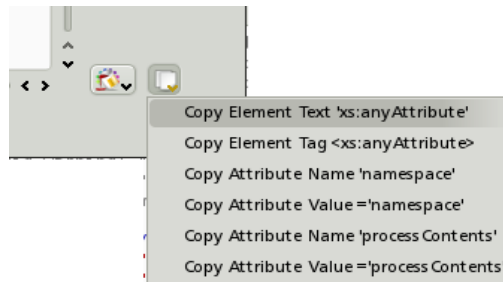 Copy Element Text 'xs:anyAttribute'
Copy Element Tag <xs:anyAttribute>
Copy Attribute Name 'namespace'
Copy Attribute Value ='namespace'
Copy Attribute Name 'processContents'
Copy Attribute Value ='processContents'